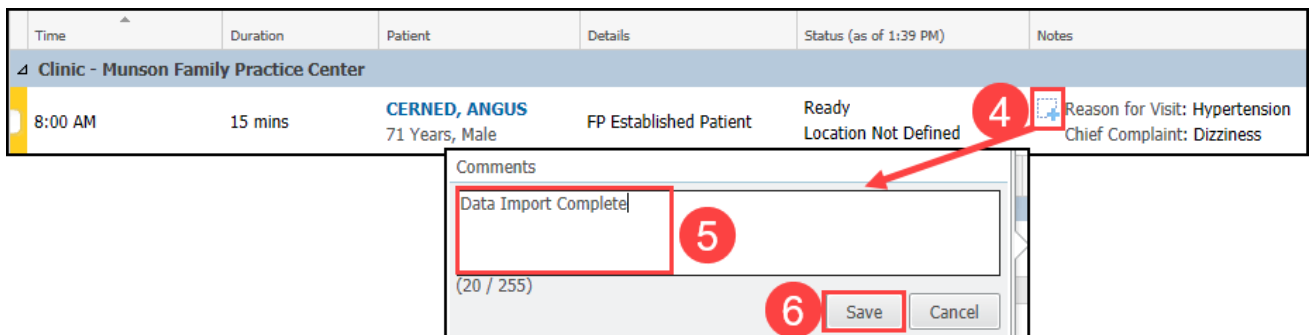 Time Duration Patient Details Status (as of 1:39 PM) Notes
Clinic - Munson Family Practice Center
8:00 AM 15 mins CERNED, ANGUS FP Established Patient Ready 4 Reason for Visit: Hypertension
71 Years, Male Location Not Defined Chief Complaint: Dizziness
Comments
Data Import Complete
5
(20 / 255)
6 Save Cancel